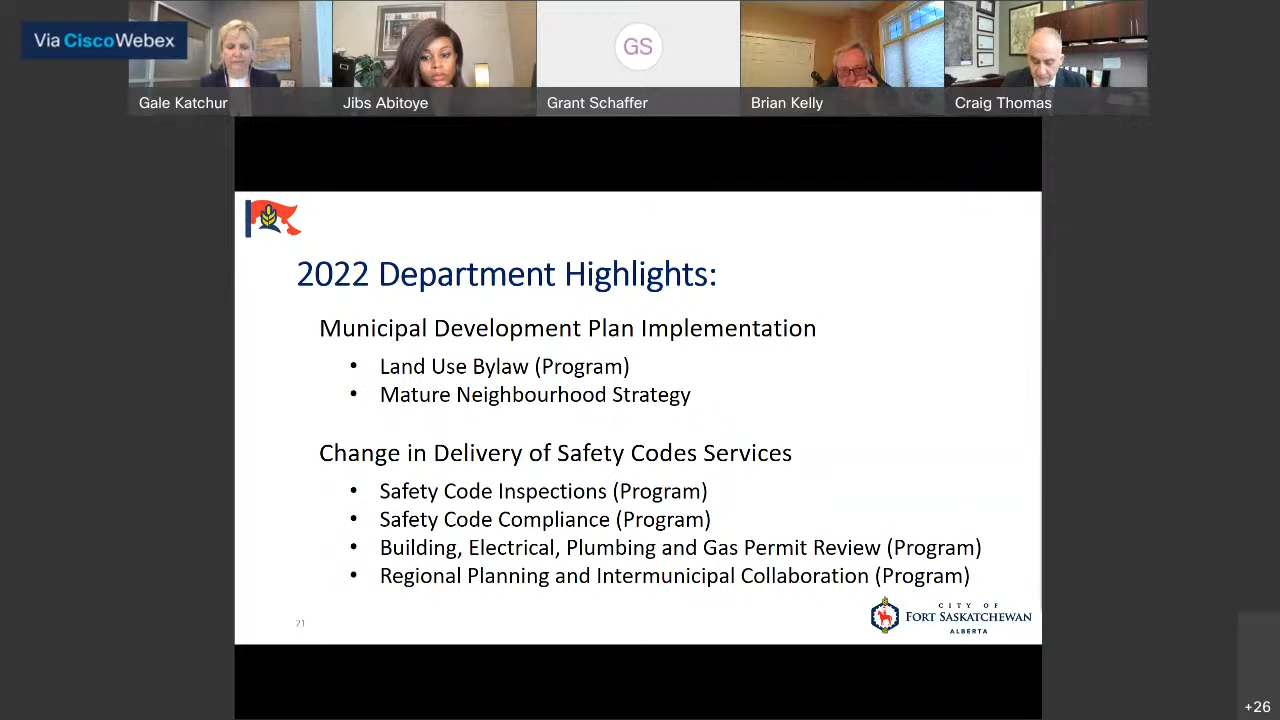 Via Cisco Webex
GS
Gale Katchur
Jibs Abitoye
Grant Schaffer
Brian Kelly
Craig Thomas
2022 Department Highlights:
Municipal Development Plan Implementation
• Land Use Bylaw (Program)
• Mature Neighbourhood Strategy
Change in Delivery of Safety Codes Services
• Safety Code Inspections (Program)
• Safety Code Compliance (Program)
• Building, Electrical, Plumbing and Gas Permit Review (Program)
• Regional Planning and Intermunicipal Collaboration (Program)
21
CITY OF
FORT SASKATCHEWAN
ALBERTA
+26